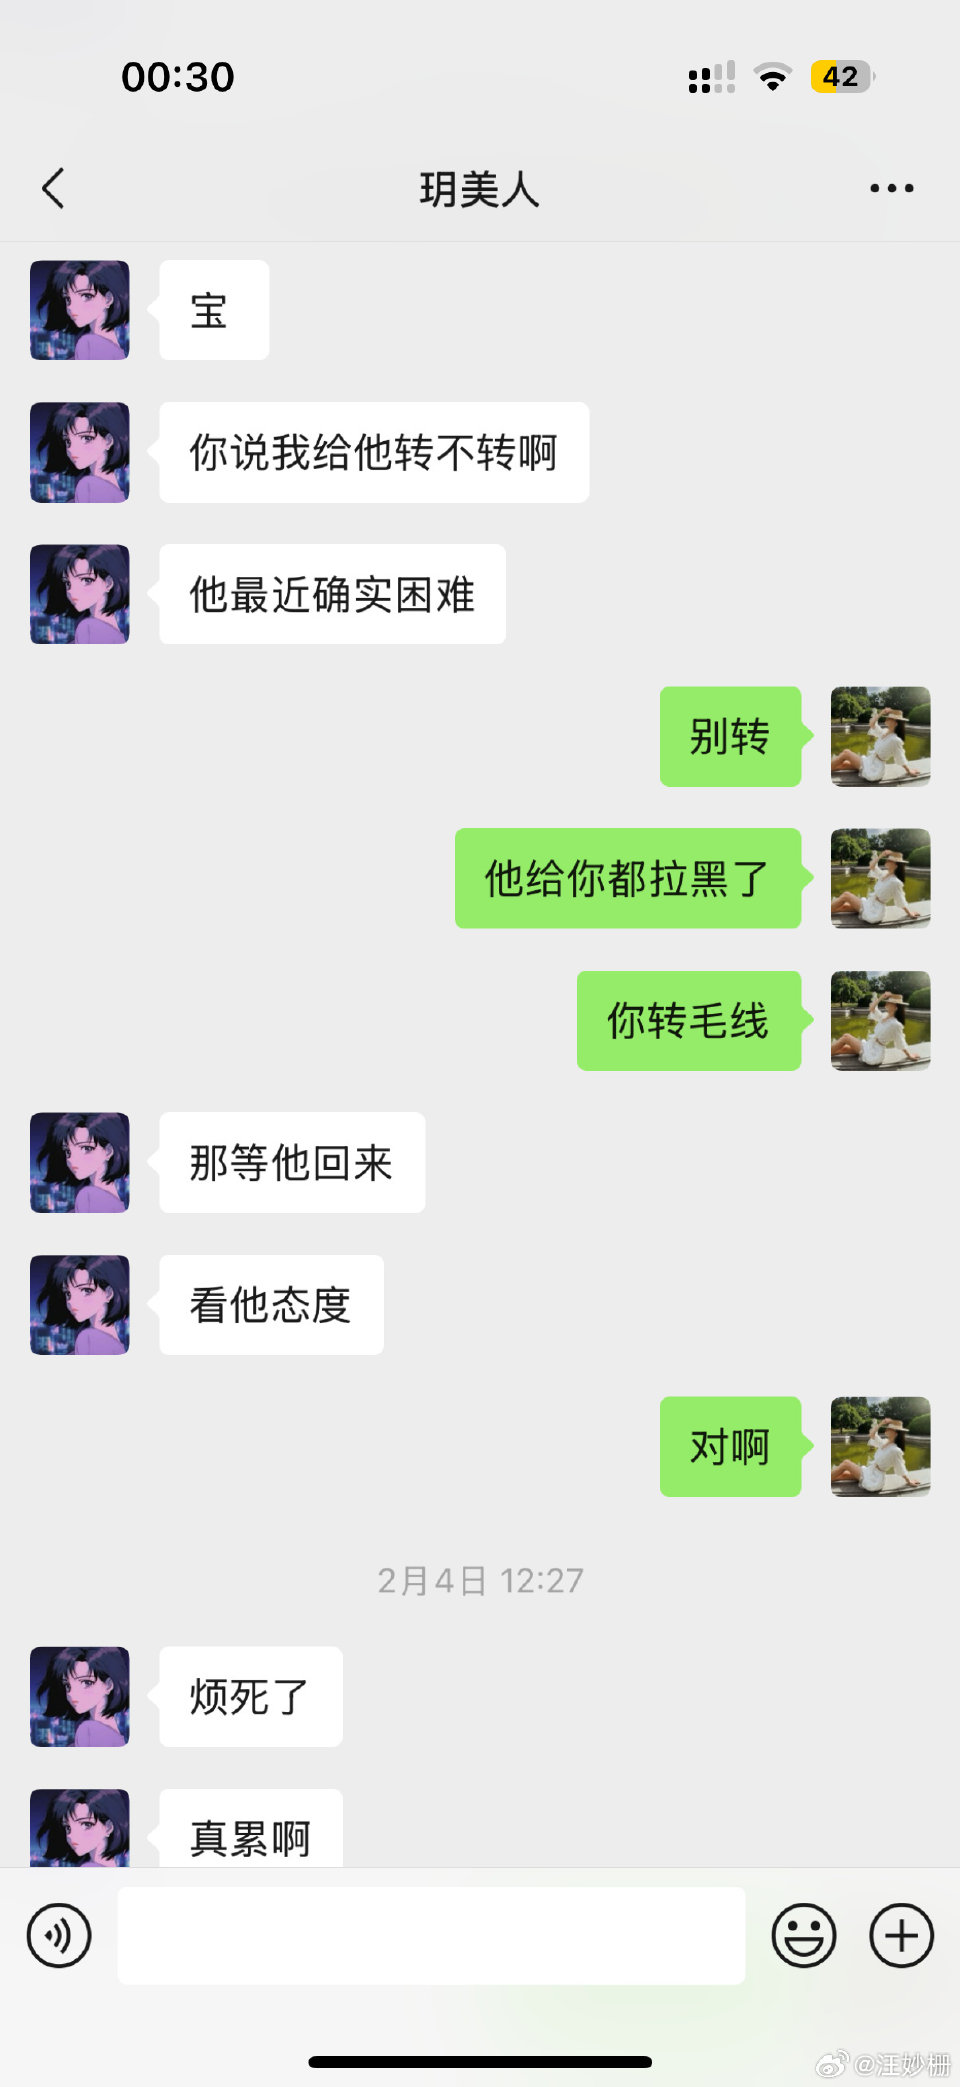 00:30
42
玥美人
宝
你说我给他转不转啊
他最近确实困难
别转
他给你都拉黑了
你转毛线
那等他回来
看他态度
对啊
2月4日 12:27
烦死了
真累啊
@汪妙栅